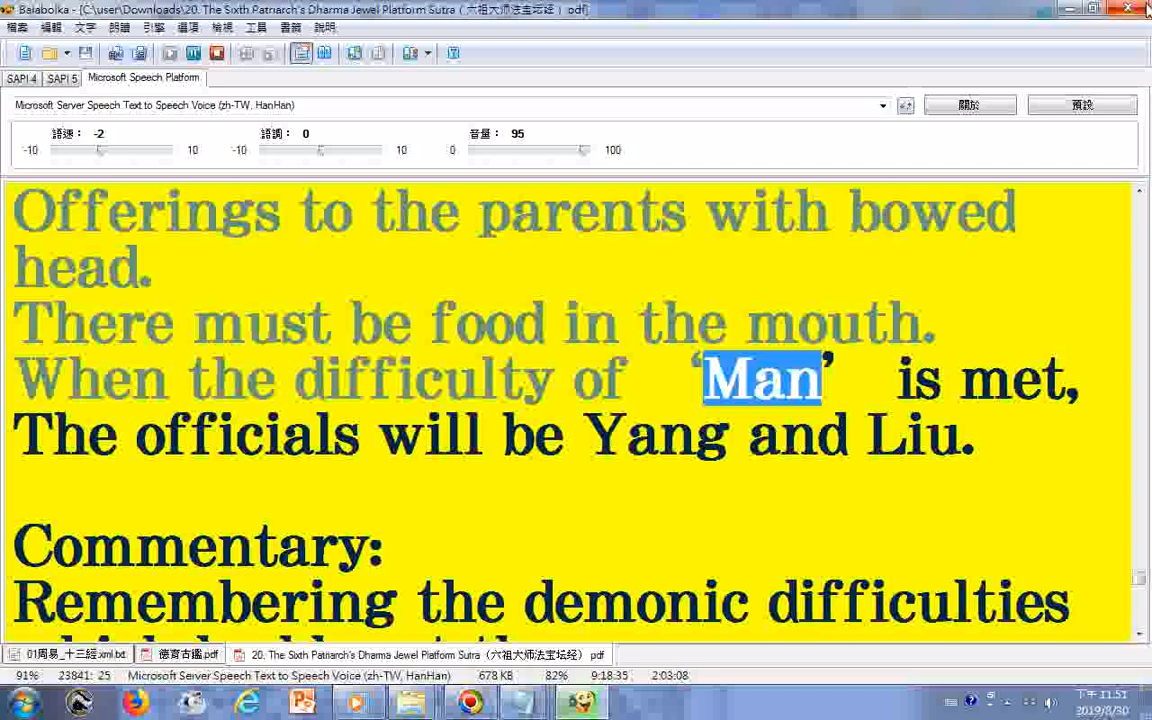 Balabolka - [C:\user\Downloads\20. The Sixth Patriarch's Dharma Jewel Platform Sutra（六祖大师法宝坛经）.pdf]
檔案 編輯 文字 朗讀 引擎 選項 檢視 工具 書籤 說明
SAPI 4 SAPI 5 Microsoft Speech Platform
Microsoft Server Speech Text to Speech Voice (zh-TW, HanHan) 關於 預設
語速： -2 語調： 0 音量： 95
-10 10 -10 10 0 100
Offerings to the parents with bowed
head.
There must be food in the mouth.
When the difficulty of ‘Man’ is met,
The officials will be Yang and Liu.
Commentary:
Remembering the demonic difficulties
01周易_十三經.xml.txt 德育古鑑.pdf 20. The Sixth Patriarch's Dharma Jewel Platform Sutra（六祖大师法宝坛经）.pdf
91% 23841: 25 Microsoft Server Speech Text to Speech Voice (zh-TW, HanHan) 678 KB 82% 9:18:35 2:03:08
下午 11:51
2019/8/30